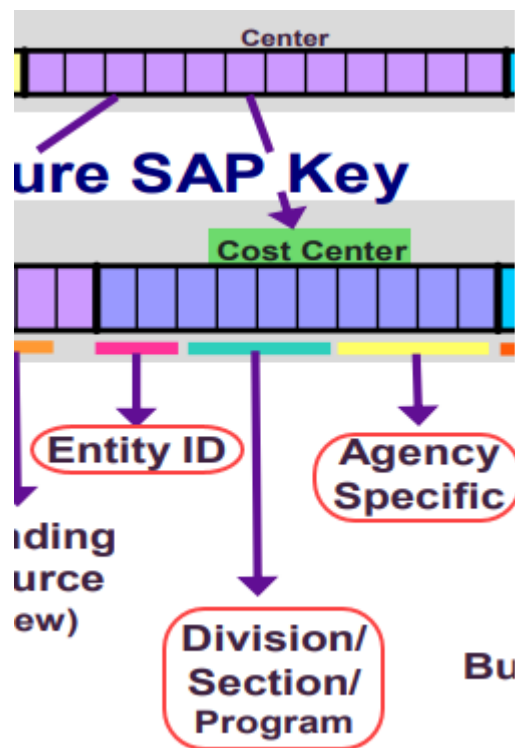 Center
ure SAP Key
Cost Center
Entity ID
Agency
Specific
nding
urce
ew)
Division/
Section/
Program
Bu